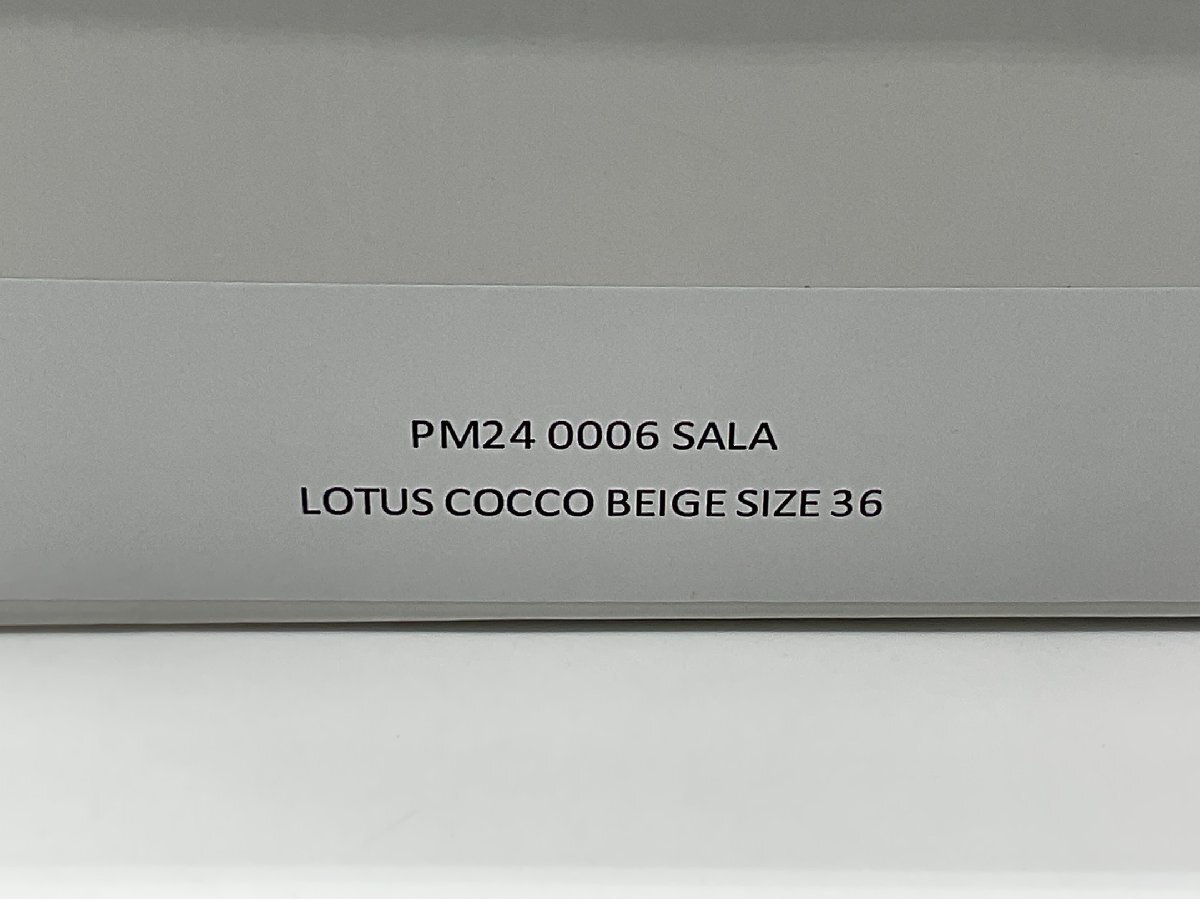 PM24 0006 SALA
LOTUS COCCO BEIGE SIZE 36